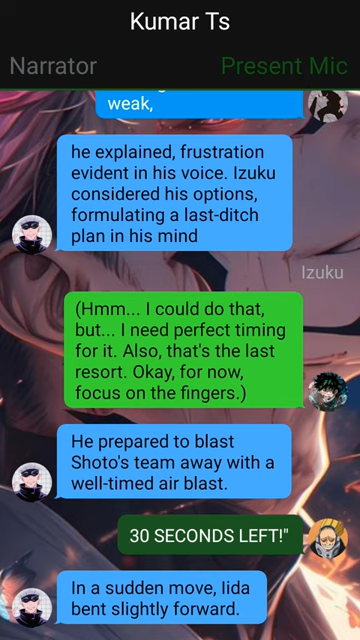 Kumar Ts
Narrator
Present Mic
weak,
he explained, frustration
evident in his voice. Izuku
considered his options,
formulating a last-ditch
plan in his mind
Izuku
(Hmm... I could do that,
but... I need perfect timing
for it. Also, that's the last
resort. Okay, for now,
focus on the fingers.)
He prepared to blast
Shoto's team away with a
well-timed air blast.
30 SECONDS LEFT!"
In a sudden move, Iida
bent slightly forward.